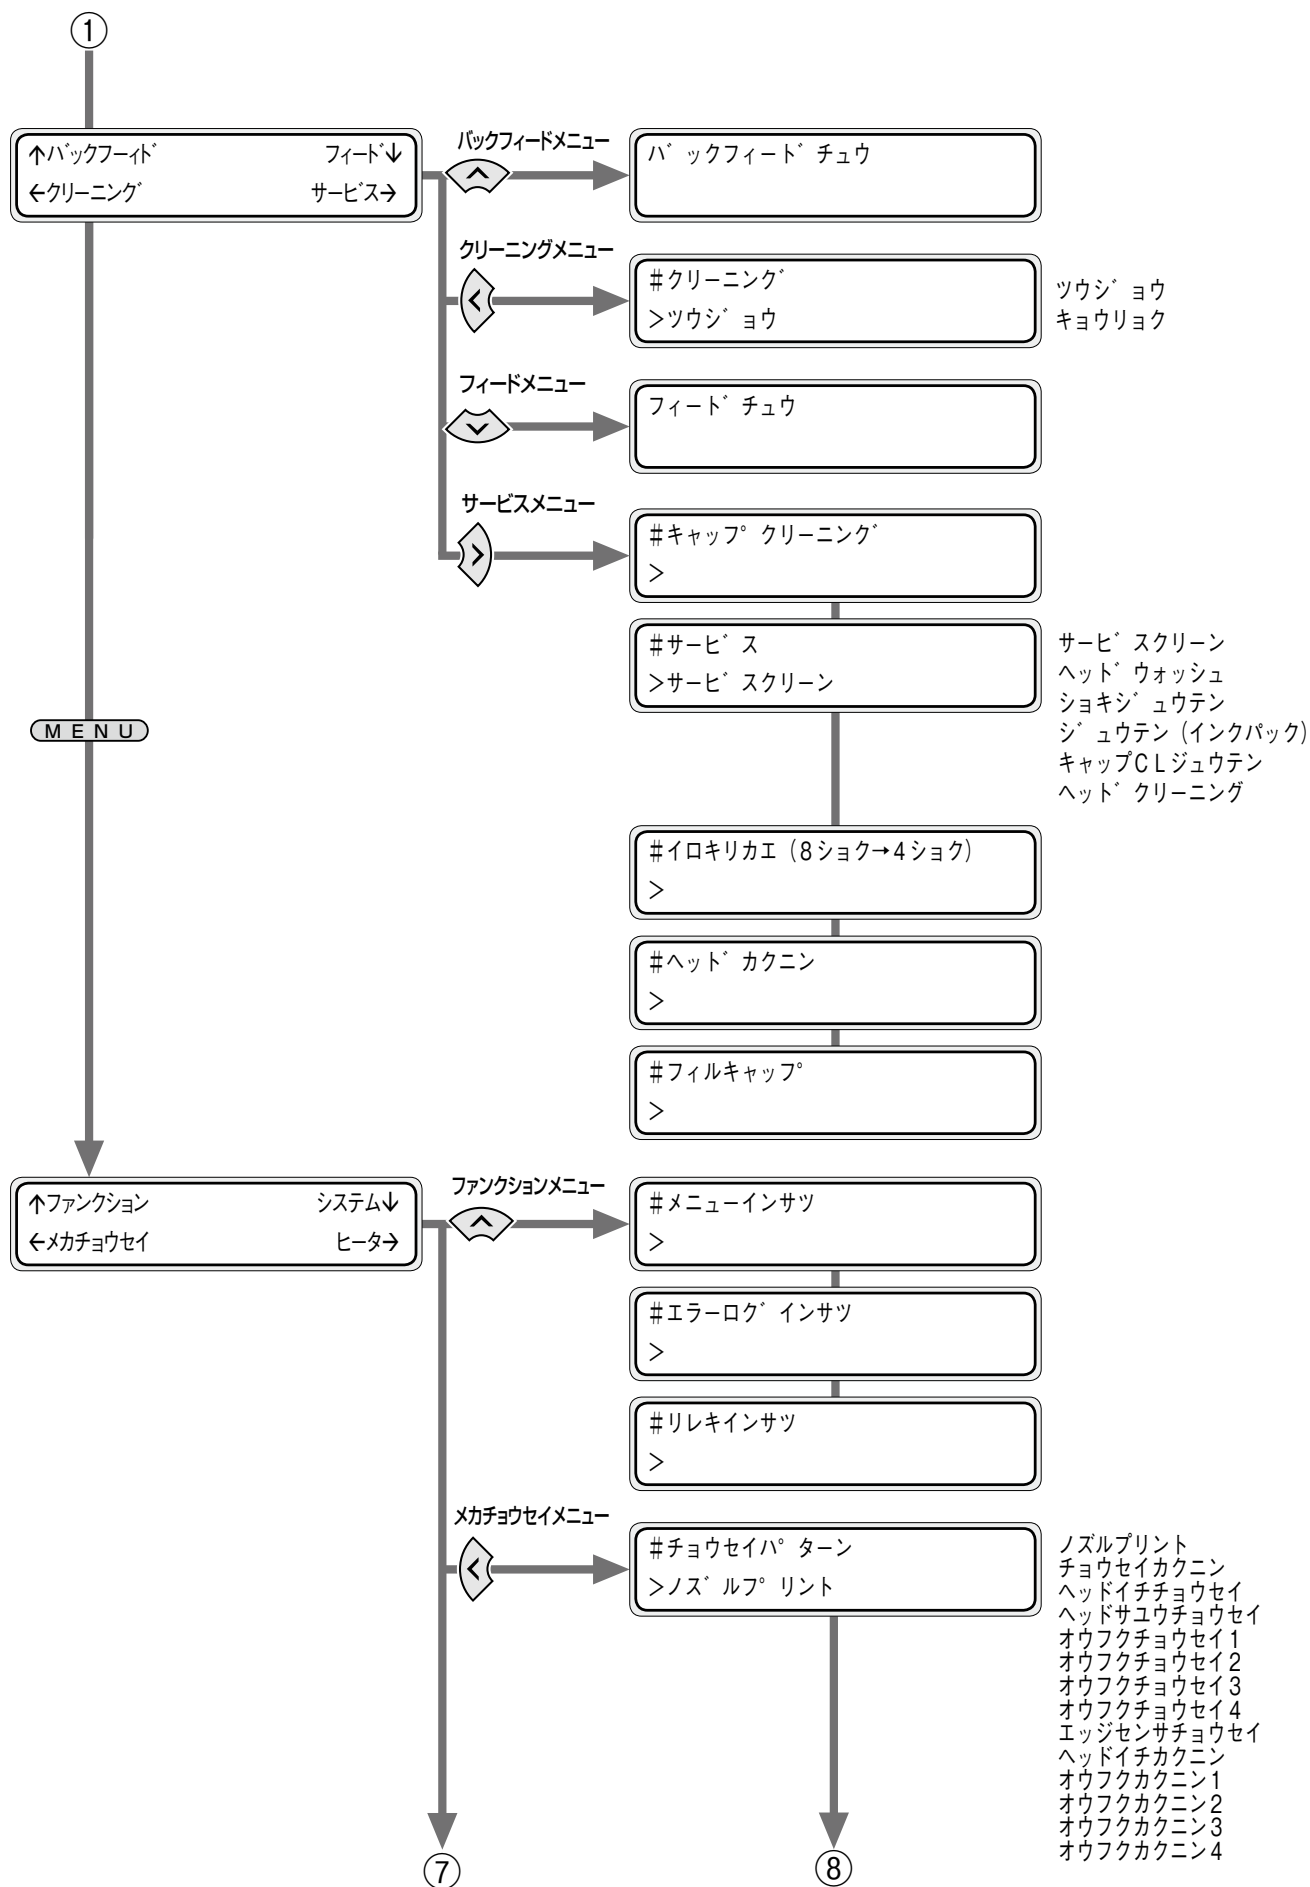 ①
↑バックフーィド フィード↓
←クリーニング サービス→
バックフィードメニュー
バックフィードチュウ
クリーニングメニュー
#クリーニング
>ツウジョウ
ツウジョウ
キョウリョク
フィードメニュー
フィードチュウ
サービスメニュー
#キャップクリーニング
>
#サービス
>サービスクリーン
サービスクリーン
ヘッドウォッシュ
ショキジュウテン
ジュウテン(インクパック)
キャップCLジュウテン
ヘッドクリーニング
MENU
#イロキリカエ(8ショク→4ショク)
>
#ヘッドカクニン
>
#フィルキャップ
>
↑ファンクション システム↓
←メカチョウセイ ヒータ→
ファンクションメニュー
#メニューインサツ
>
#エラーログインサツ
>
#リレキインサツ
>
メカチョウセイメニュー
#チョウセイパターン
>ノズルプリント
ノズルプリント
チョウセイカクニン
ヘッドイチチョウセイ
ヘッドサユウチョウセイ
オウフクチョウセイ1
オウフクチョウセイ2
オウフクチョウセイ3
オウフクチョウセイ4
エッジセンサチョウセイ
ヘッドイチカクニン
オウフクカクニン1
オウフクカクニン2
オウフクカクニン3
オウフクカクニン4
⑦
⑧